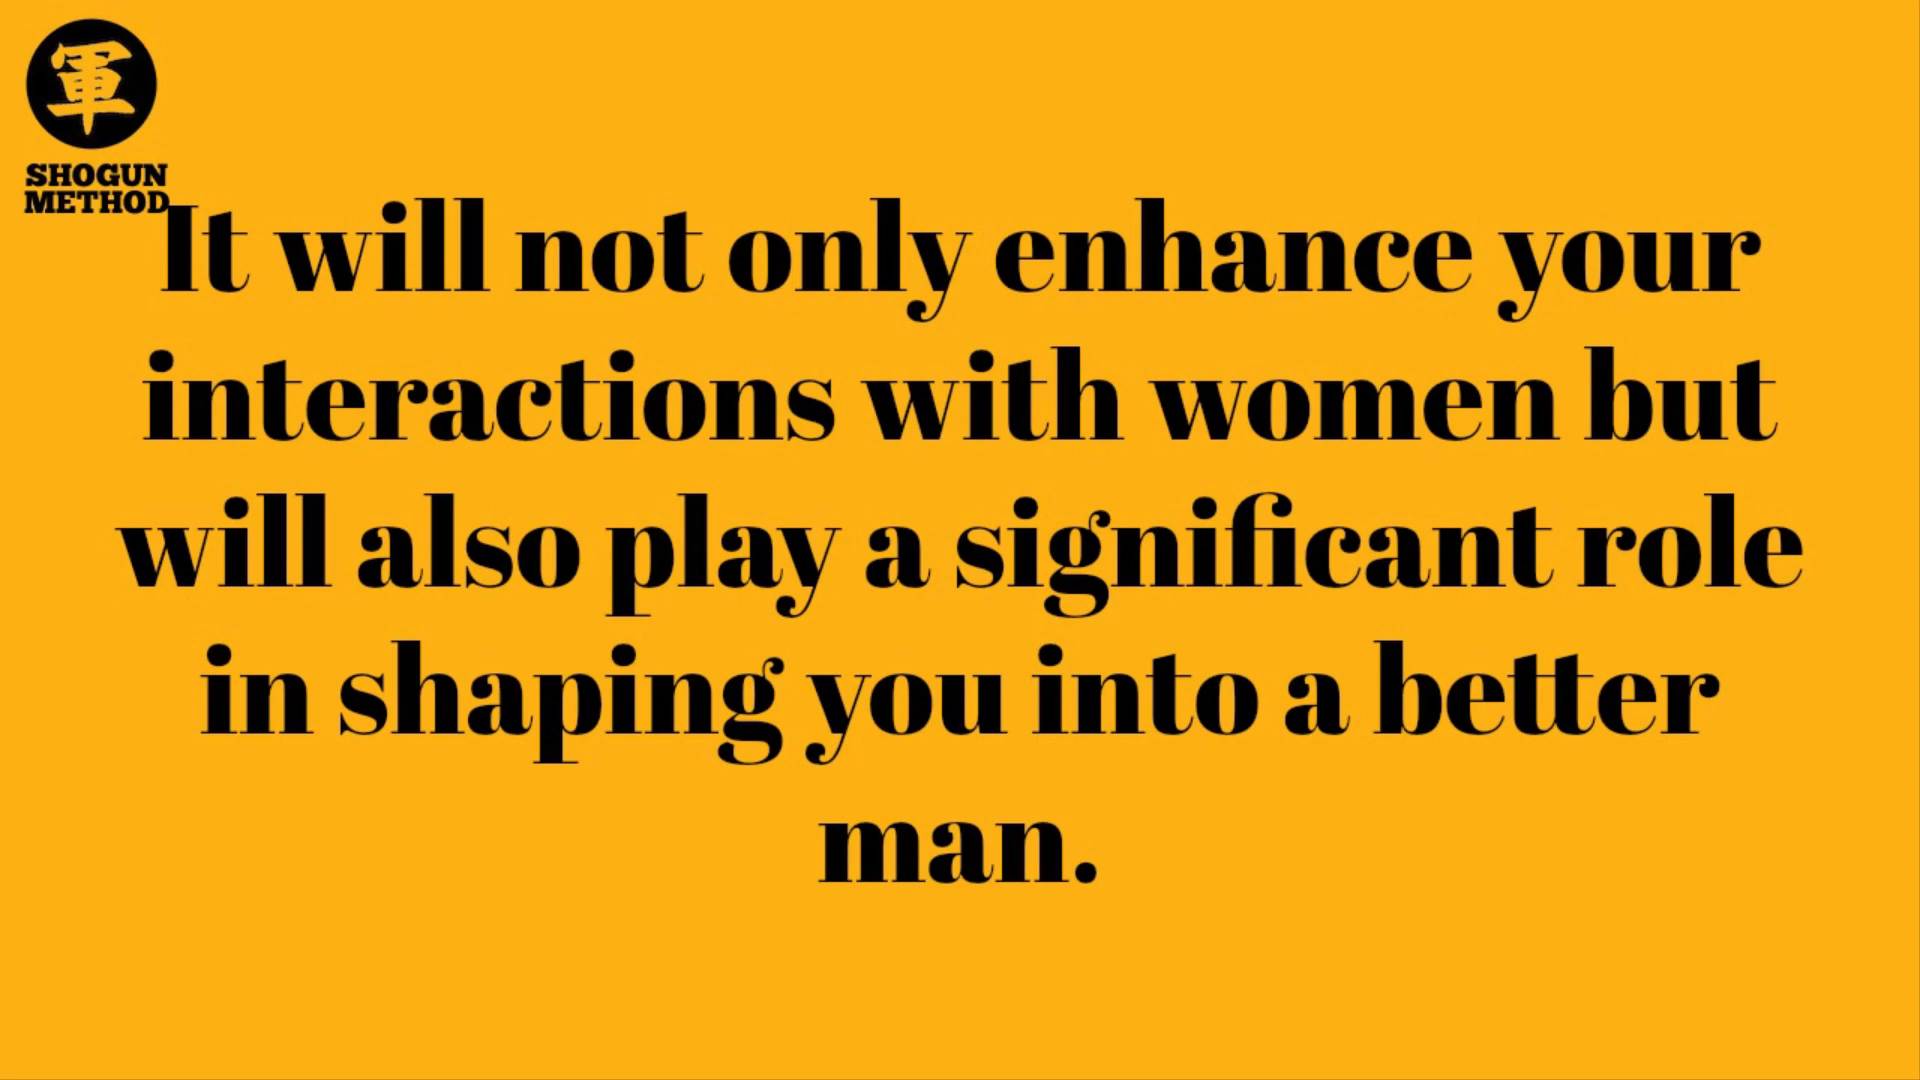 軍
SHOGUN
METHOD
It will not only enhance your
interactions with women but
will also play a significant role
in shaping you into a better
man.